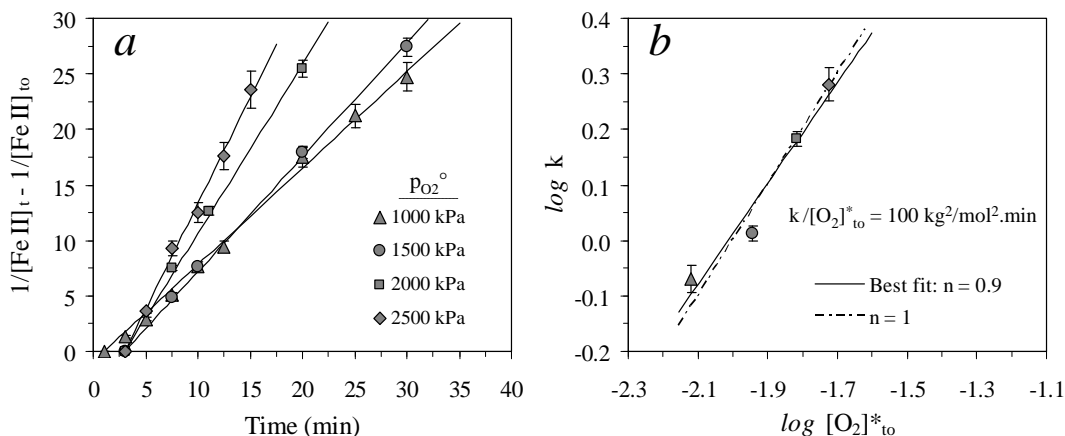 a
1/[Fe II]t - 1/[Fe II]to
30
25
20
15
10
5
0
0 5 10 15 20 25 30 35 40
Time (min)
pO2°
1000 kPa
1500 kPa
2000 kPa
2500 kPa
b
log k
0.4
0.3
0.2
0.1
0.0
-0.1
-0.2
-2.3 -2.1 -1.9 -1.7 -1.5 -1.3 -1.1
log [O2]*to
k/[O2]*to = 100 kg2/mol2.min
Best fit: n = 0.9
n = 1